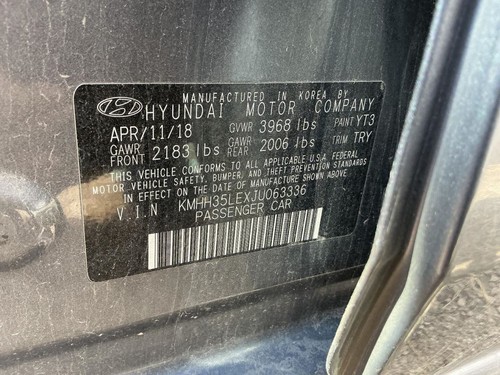 MANUFACTURED IN KOREA BY
HYUNDAI MOTOR COMPANY
APR/11/18 GVWR 3968 lbs PAINT YT3
GAWR FRONT 2183 lbs GAWR REAR 2006 lbs TRIM TRY
THIS VEHICLE CONFORMS TO ALL APPLICABLE U.S.A. FEDERAL
MOTOR VEHICLE SAFETY, BUMPER, AND THEFT PREVENTION
STANDARDS IN EFFECT ON THE DATE OF MANUFACTURE SHOWN ABOVE.
V.I.N KMHH35LEXJU063336
PASSENGER CAR